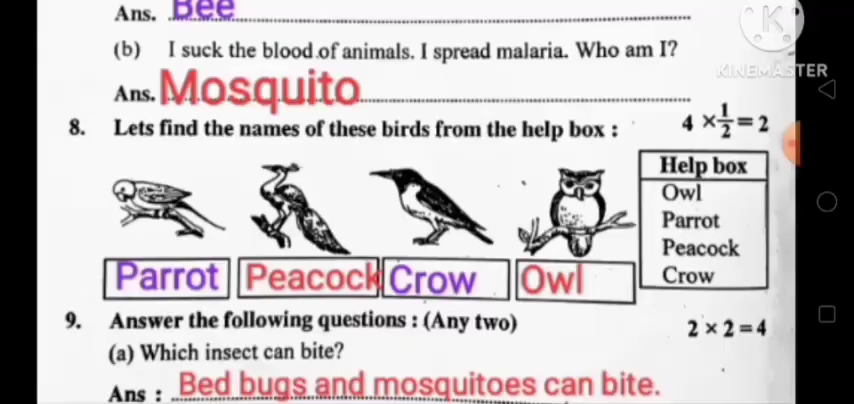 Ans. Bee
(b) I suck the blood of animals. I spread malaria. Who am I?
KINEMASTER
Ans. Mosquito
8. Lets find the names of these birds from the help box : 4 × 1/2 = 2
Help box
Owl
Parrot
Peacock
Crow
Parrot Peacock Crow Owl
9. Answer the following questions : (Any two) 2 × 2 = 4
(a) Which insect can bite?
Ans : Bed bugs and mosquitoes can bite.